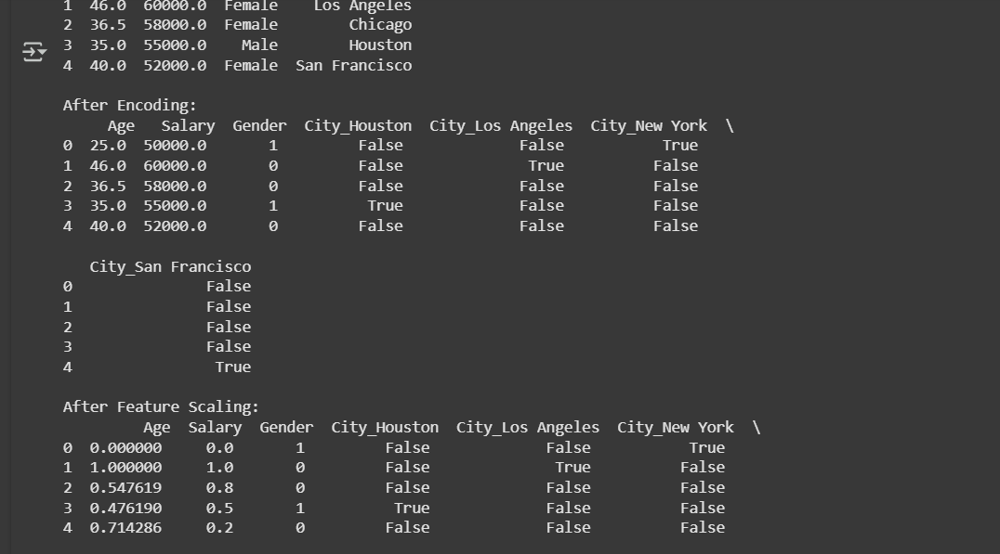 1  46.0  60000.0  Female    Los Angeles
2  36.5  58000.0  Female        Chicago
3  35.0  55000.0    Male        Houston
4  40.0  52000.0  Female  San Francisco
After Encoding:
    Age   Salary  Gender  City_Houston  City_Los Angeles  City_New York  \
0  25.0  50000.0       1         False             False           True
1  46.0  60000.0       0         False              True          False
2  36.5  58000.0       0         False             False          False
3  35.0  55000.0       1          True             False          False
4  40.0  52000.0       0         False             False          False
   City_San Francisco
0               False
1               False
2               False
3               False
4                True
After Feature Scaling:
        Age  Salary  Gender  City_Houston  City_Los Angeles  City_New York  \
0  0.000000     0.0       1         False             False           True
1  1.000000     1.0       0         False              True          False
2  0.547619     0.8       0         False             False          False
3  0.476190     0.5       1          True             False          False
4  0.714286     0.2       0         False             False          False